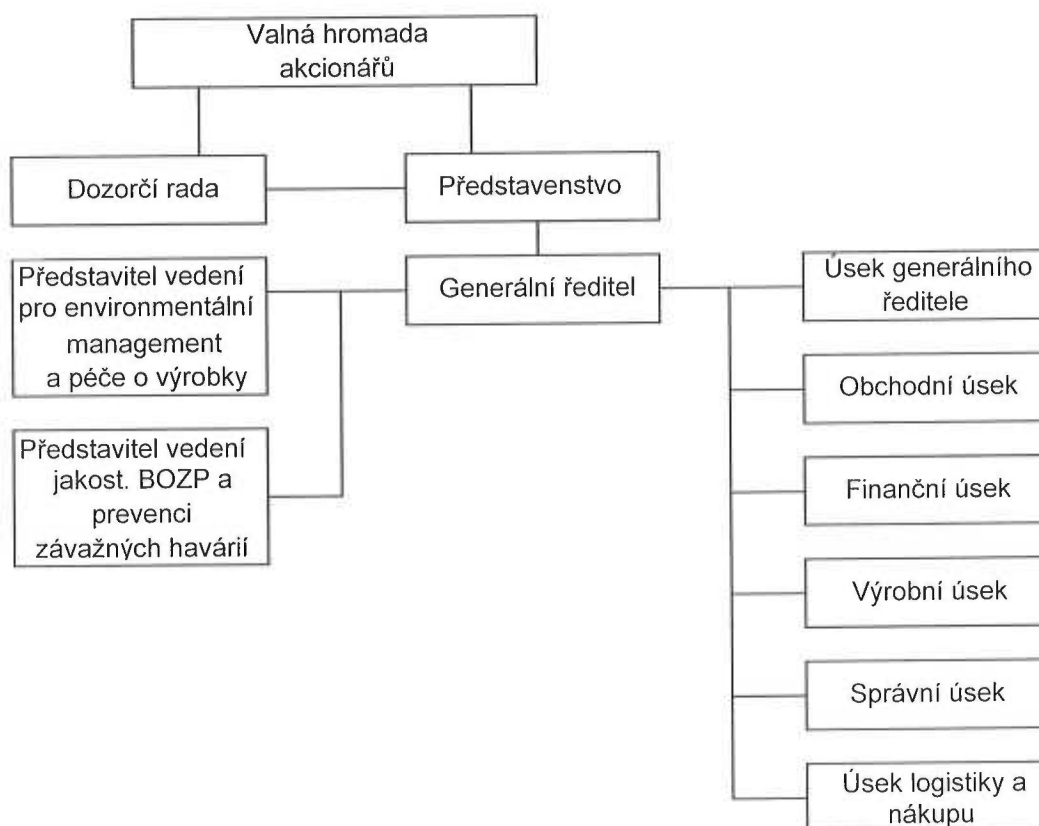 Valná hromada
akcionářů
Dozorčí rada
Představenstvo
Představitel vedení
pro environmentální
management
a péče o výrobky
Generální ředitel
Úsek generálního
ředitele
Obchodní úsek
Představitel vedení
jakost. BOZP a
prevenci
závažných havárií
Finanční úsek
Výrobní úsek
Správní úsek
Úsek logistiky a
nákupu